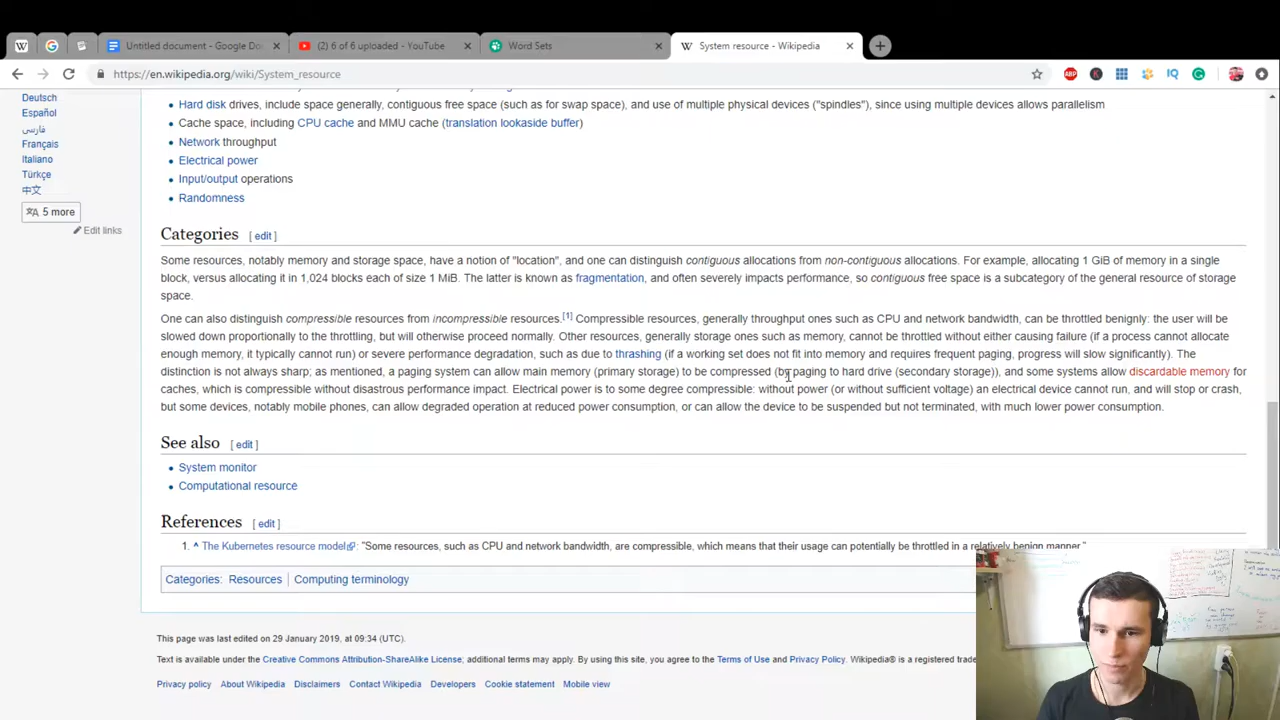 Untitled document - Google Do
(2) 6 of 6 uploaded - YouTube
Word Sets
System resource - Wikipedia
https://en.wikipedia.org/wiki/System_resource
ABP
K
IQ
Deutsch
Español
فارسی
Français
Italiano
Türkçe
中文
5 more
Edit links
Hard disk drives, include space generally, contiguous free space (such as for swap space), and use of multiple physical devices ("spindles"), since using multiple devices allows parallelism
Cache space, including CPU cache and MMU cache (translation lookaside buffer)
Network throughput
Electrical power
Input/output operations
Randomness
Categories [ edit ]
Some resources, notably memory and storage space, have a notion of "location", and one can distinguish contiguous allocations from non-contiguous allocations. For example, allocating 1 GiB of memory in a single
block, versus allocating it in 1,024 blocks each of size 1 MiB. The latter is known as fragmentation, and often severely impacts performance, so contiguous free space is a subcategory of the general resource of storage
space.
One can also distinguish compressible resources from incompressible resources.[1] Compressible resources, generally throughput ones such as CPU and network bandwidth, can be throttled benignly: the user will be
slowed down proportionally to the throttling, but will otherwise proceed normally. Other resources, generally storage ones such as memory, cannot be throttled without either causing failure (if a process cannot allocate
enough memory, it typically cannot run) or severe performance degradation, such as due to thrashing (if a working set does not fit into memory and requires frequent paging, progress will slow significantly). The
distinction is not always sharp; as mentioned, a paging system can allow main memory (primary storage) to be compressed (by paging to hard drive (secondary storage)), and some systems allow discardable memory for
caches, which is compressible without disastrous performance impact. Electrical power is to some degree compressible: without power (or without sufficient voltage) an electrical device cannot run, and will stop or crash,
but some devices, notably mobile phones, can allow degraded operation at reduced power consumption, or can allow the device to be suspended but not terminated, with much lower power consumption.
See also [ edit ]
System monitor
Computational resource
References [ edit ]
1. ^ The Kubernetes resource model: "Some resources, such as CPU and network bandwidth, are compressible, which means that their usage can potentially be throttled in a relatively benign manner."
Categories: Resources | Computing terminology
This page was last edited on 29 January 2019, at 09:34 (UTC).
Text is available under the Creative Commons Attribution-ShareAlike License; additional terms may apply. By using this site, you agree to the Terms of Use and Privacy Policy. Wikipedia® is a registered trade
Privacy policy About Wikipedia Disclaimers Contact Wikipedia Developers Cookie statement Mobile view